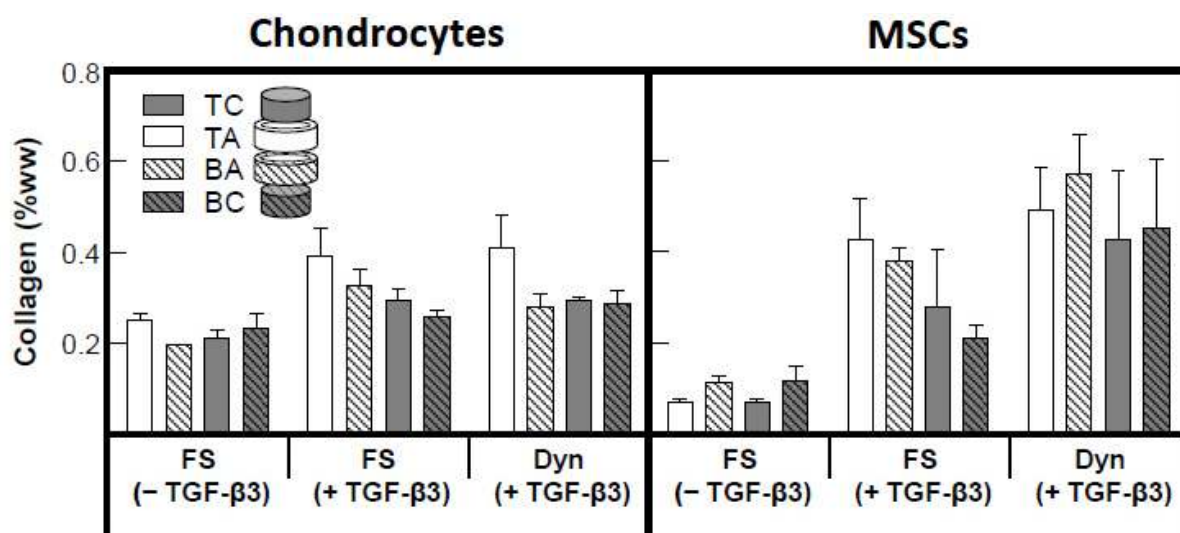 Chondrocytes
MSCs
Collagen (%ww)
0.8
0.6
0.4
0.2
TC
TA
BA
BC
FS
(− TGF-β3)
FS
(+ TGF-β3)
Dyn
(+ TGF-β3)
FS
(− TGF-β3)
FS
(+ TGF-β3)
Dyn
(+ TGF-β3)